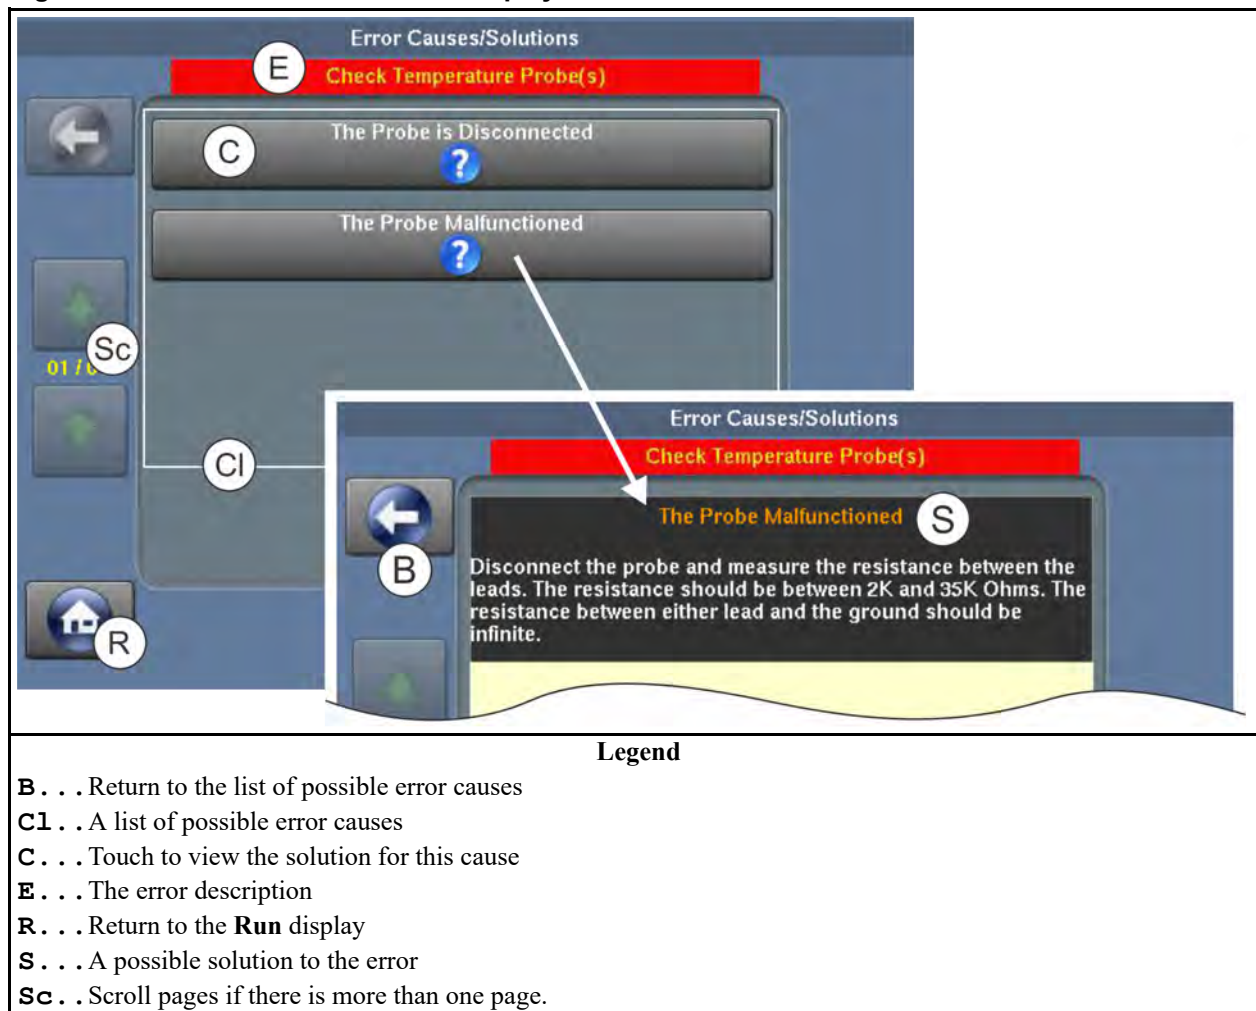 Error Causes/Solutions
E
Check Temperature Probe(s)
C
The Probe is Disconnected
?
The Probe Malfunctioned
?
Sc
01 /
Cl
R
Error Causes/Solutions
Check Temperature Probe(s)
The Probe Malfunctioned
S
B
Disconnect the probe and measure the resistance between the
leads. The resistance should be between 2K and 35K Ohms. The
resistance between either lead and the ground should be
infinite.
Legend
B...Return to the list of possible error causes
Cl..A list of possible error causes
C...Touch to view the solution for this cause
E...The error description
R...Return to the Run display
S...A possible solution to the error
Sc..Scroll pages if there is more than one page.